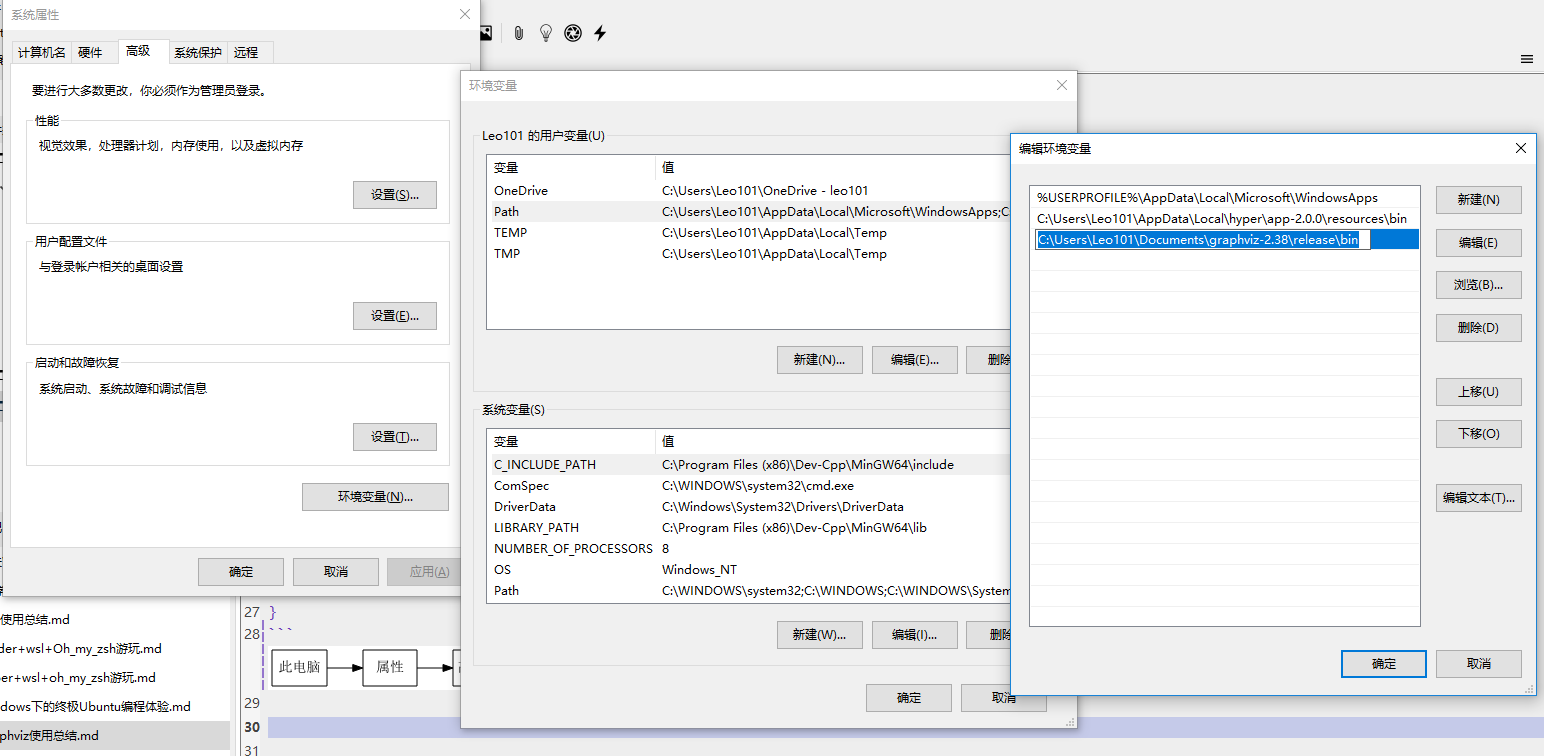 系统属性
计算机名
硬件
高级
系统保护
远程
要进行大多数更改，你必须作为管理员登录。
性能
视觉效果，处理器计划，内存使用，以及虚拟内存
设置(S)...
用户配置文件
与登录帐户相关的桌面设置
设置(E)...
启动和故障恢复
系统启动、系统故障和调试信息
设置(T)...
环境变量(N)...
确定
取消
应用(A)
环境变量
Leo101 的用户变量(U)
变量 值
OneDrive C:\Users\Leo101\OneDrive - leo101
Path C:\Users\Leo101\AppData\Local\Microsoft\WindowsApps;C
TEMP C:\Users\Leo101\AppData\Local\Temp
TMP C:\Users\Leo101\AppData\Local\Temp
新建(N)...
编辑(E)...
删除
系统变量(S)
变量 值
C_INCLUDE_PATH C:\Program Files (x86)\Dev-Cpp\MinGW64\include
ComSpec C:\WINDOWS\system32\cmd.exe
DriverData C:\Windows\System32\Drivers\DriverData
LIBRARY_PATH C:\Program Files (x86)\Dev-Cpp\MinGW64\lib
NUMBER_OF_PROCESSORS 8
OS Windows_NT
Path C:\WINDOWS\system32;C:\WINDOWS;C:\WINDOWS\System
新建(W)...
编辑(I)...
删除
确定
取消
编辑环境变量
%USERPROFILE%\AppData\Local\Microsoft\WindowsApps
C:\Users\Leo101\AppData\Local\hyper\app-2.0.0\resources\bin
C:\Users\Leo101\Documents\graphviz-2.38\release\bin
新建(N)
编辑(E)
浏览(B)...
删除(D)
上移(U)
下移(O)
编辑文本(T)...
确定
取消
使用总结.md
der+wsl+Oh_my_zsh游玩.md
er+wsl+oh_my_zsh游玩.md
dows下的终极Ubuntu编程体验.md
phviz使用总结.md
27 }
28 ```
此电脑
属性
29
30
31